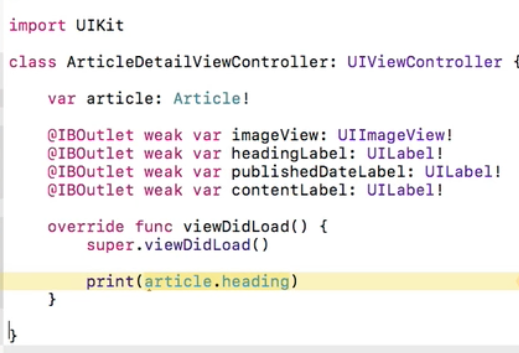 import UIKit
class ArticleDetailViewController: UIViewController {
var article: Article!
@IBOutlet weak var imageView: UIImageView!
@IBOutlet weak var headingLabel: UILabel!
@IBOutlet weak var publishedDateLabel: UILabel!
@IBOutlet weak var contentLabel: UILabel!
override func viewDidLoad() {
super.viewDidLoad()
print(article.heading)
}
}